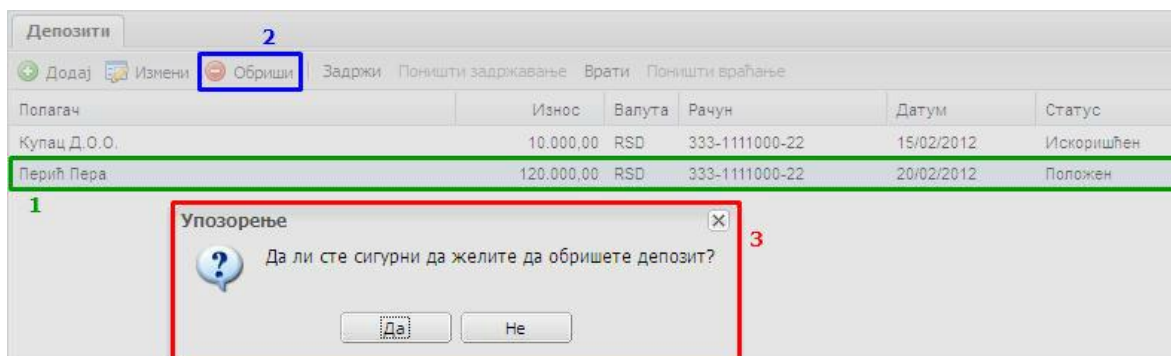 Депозити
2
Додај Измени Обриши Задржи Поништи задржавање Врати Поништи враћање
Полагач Износ Валута Рачун Датум Статус
Купац Д.О.О. 10.000,00 RSD 333-1111000-22 15/02/2012 Искоришћен
Перић Пера 120.000,00 RSD 333-1111000-22 20/02/2012 Положен
1
Упозорење
3
Да ли сте сигурни да желите да обришете депозит?
Да Не